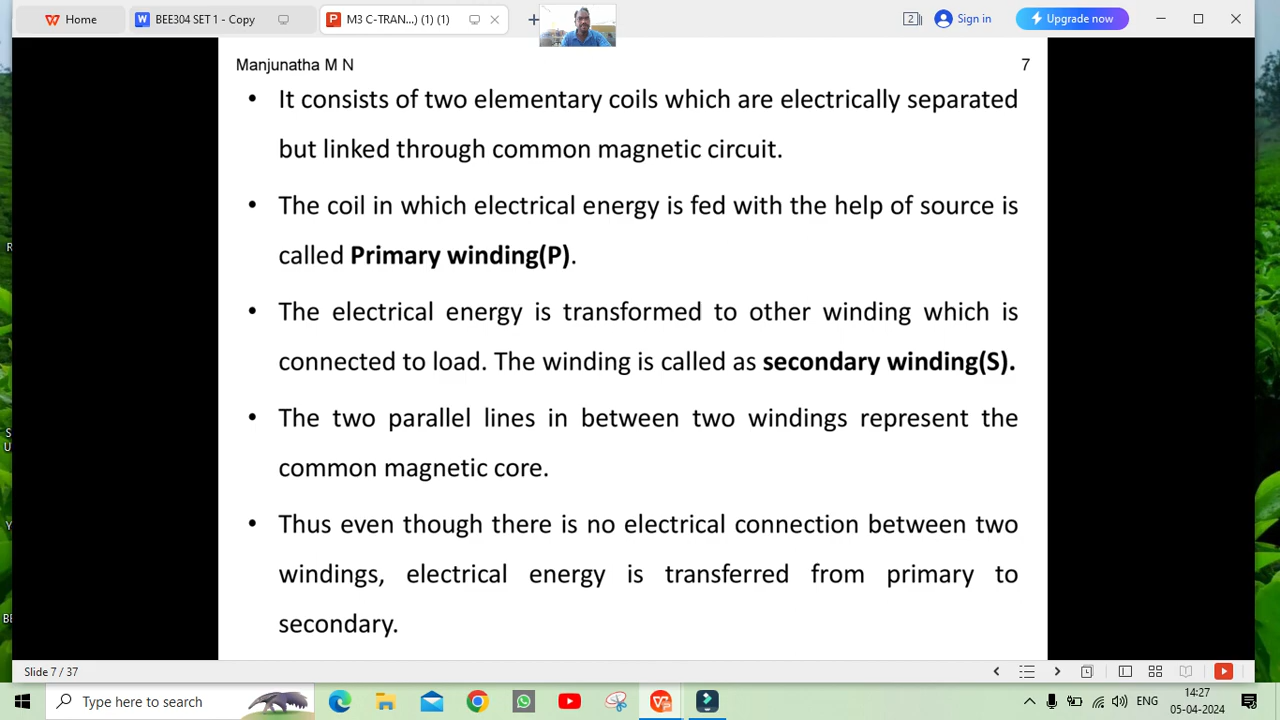 Home
BEE304 SET 1 - Copy
M3 C-TRAN...) (1) (1)
2
Sign in
Upgrade now
Manjunatha M N
7
• It consists of two elementary coils which are electrically separated
but linked through common magnetic circuit.
• The coil in which electrical energy is fed with the help of source is
called Primary winding(P).
• The electrical energy is transformed to other winding which is
connected to load. The winding is called as secondary winding(S).
• The two parallel lines in between two windings represent the
common magnetic core.
• Thus even though there is no electrical connection between two
windings, electrical energy is transferred from primary to
secondary.
Slide 7 / 37
Type here to search
ENG
14:27
05-04-2024